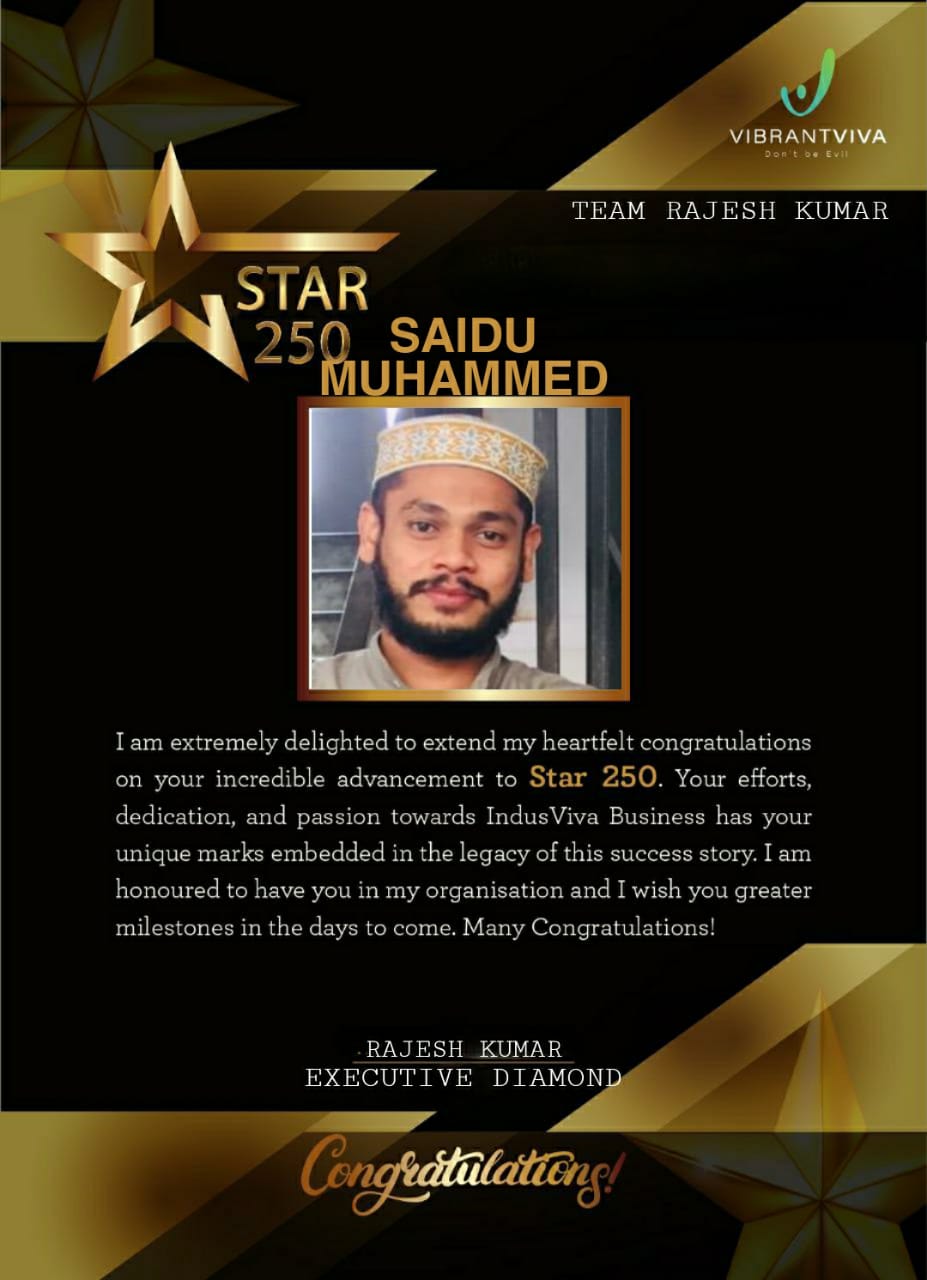 VIBRANTVIVA
Don't be Evil
TEAM RAJESH KUMAR
STAR
250
SAIDU
MUHAMMED
I am extremely delighted to extend my heartfelt congratulations
on your incredible advancement to Star 250. Your efforts,
dedication, and passion towards IndusViva Business has your
unique marks embedded in the legacy of this success story. I am
honoured to have you in my organisation and I wish you greater
milestones in the days to come. Many Congratulations!
RAJESH KUMAR
EXECUTIVE DIAMOND
Congratulations!